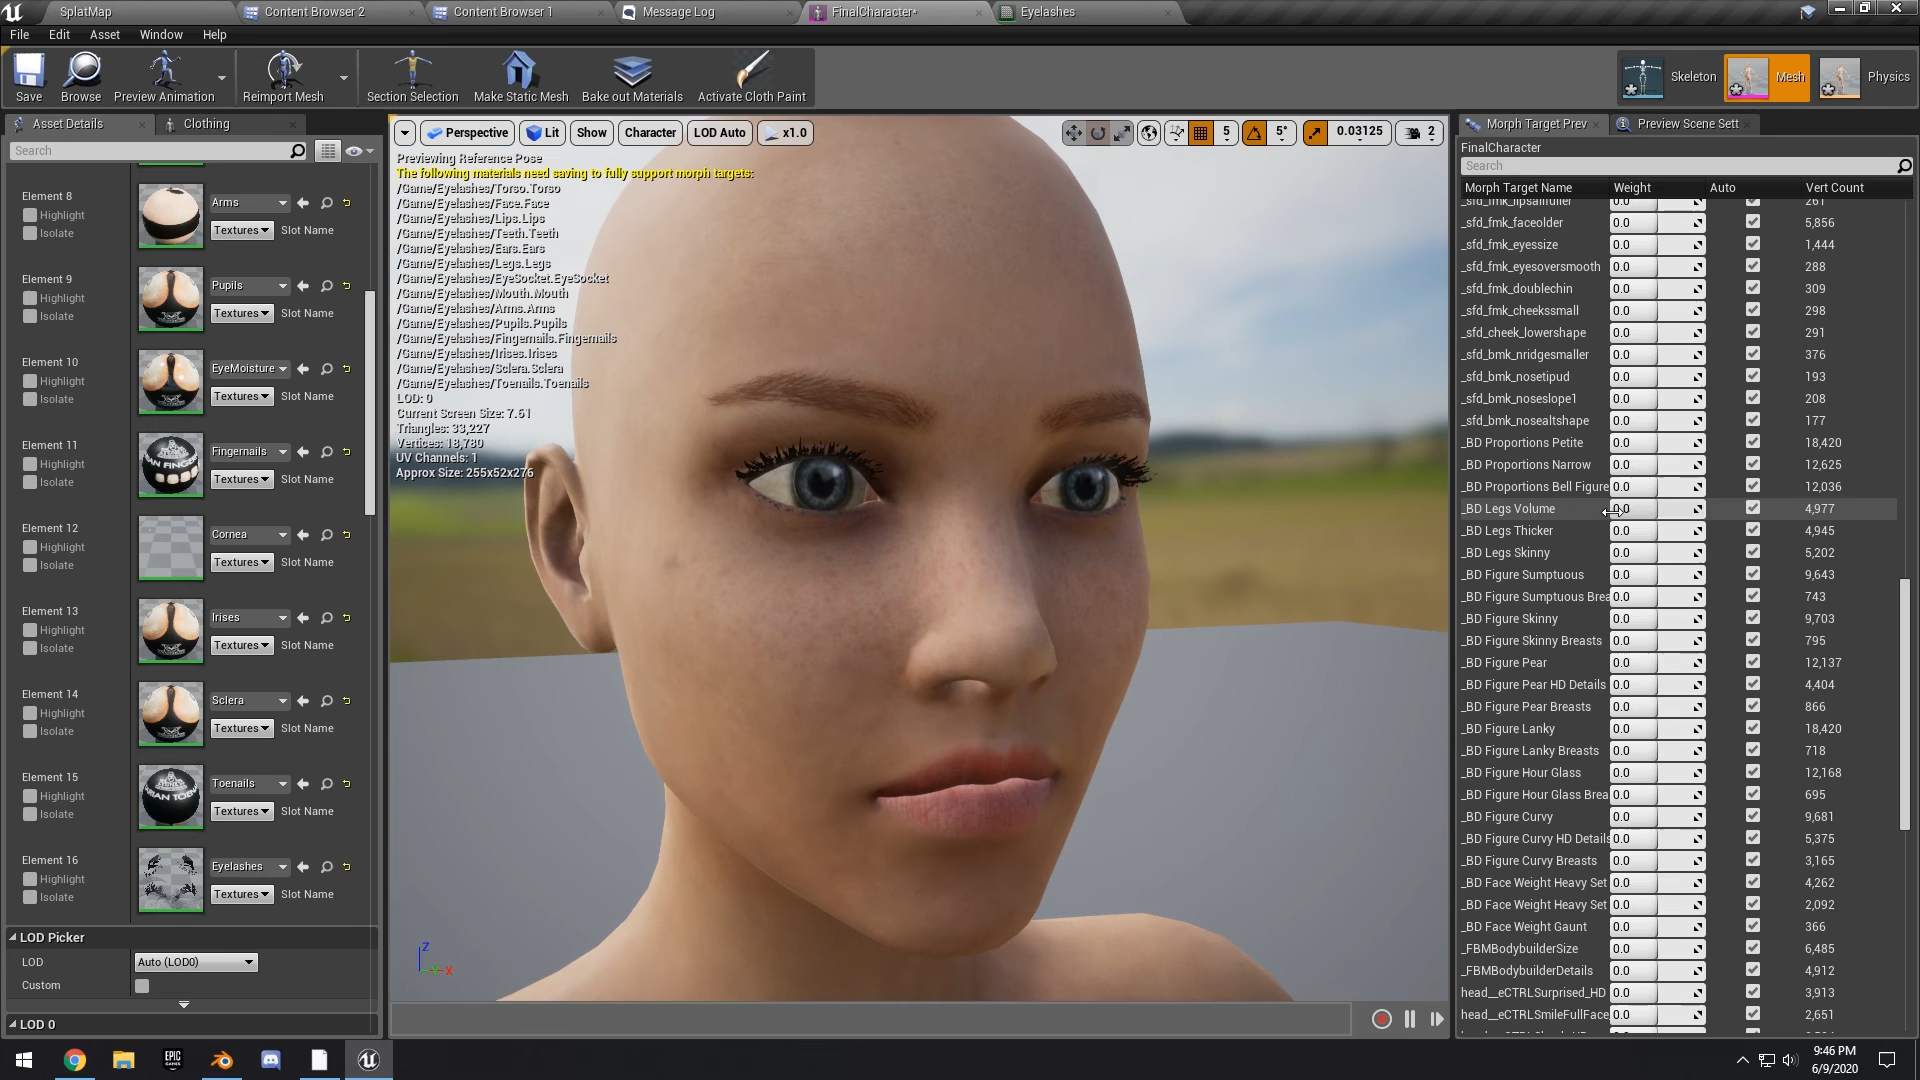 SplatMap
Content Browser 2
Content Browser 1
Message Log
FinalCharacter*
Eyelashes
File Edit Asset Window Help
Save
Browse
Preview Animation
Reimport Mesh
Section Selection
Make Static Mesh
Bake out Materials
Activate Cloth Paint
Skeleton
Mesh
Physics
Asset Details
Clothing
Search
Element 8
Highlight
Isolate
Arms
Textures
Slot Name
Element 9
Highlight
Isolate
Pupils
Textures
Slot Name
Element 10
Highlight
Isolate
EyeMoisture
Textures
Slot Name
Element 11
Highlight
Isolate
Fingernails
Textures
Slot Name
Element 12
Highlight
Isolate
Cornea
Textures
Slot Name
Element 13
Highlight
Isolate
Irises
Textures
Slot Name
Element 14
Highlight
Isolate
Sclera
Textures
Slot Name
Element 15
Highlight
Isolate
Toenails
Textures
Slot Name
Element 16
Highlight
Isolate
Eyelashes
Textures
Slot Name
LOD Picker
LOD
Auto (LOD0)
Custom
LOD 0
Perspective
Lit
Show
Character
LOD Auto
x1.0
5
5°
0.03125
2
Previewing Reference Pose
The following materials need saving to fully support morph targets:
/Game/Eyelashes/Torso.Torso
/Game/Eyelashes/Face.Face
/Game/Eyelashes/Lips.Lips
/Game/Eyelashes/Teeth.Teeth
/Game/Eyelashes/Ears.Ears
/Game/Eyelashes/Legs.Legs
/Game/Eyelashes/EyeSocket.EyeSocket
/Game/Eyelashes/Mouth.Mouth
/Game/Eyelashes/Arms.Arms
/Game/Eyelashes/Pupils.Pupils
/Game/Eyelashes/Fingernails.Fingernails
/Game/Eyelashes/Irises.Irises
/Game/Eyelashes/Sclera.Sclera
/Game/Eyelashes/Toenails.Toenails
LOD: 0
Current Screen Size: 7.61
Triangles: 33,227
Vertices: 18,780
UV Channels: 1
Approx Size: 255x52x276
Z
X
Morph Target Prev
Preview Scene Sett
FinalCharacter
Search
Morph Target Name Weight Auto Vert Count
_sfd_fmk_lipsallfuller 0.0 261
_sfd_fmk_faceolder 0.0 5,856
_sfd_fmk_eyessize 0.0 1,444
_sfd_fmk_eyesoversmooth 0.0 288
_sfd_fmk_doublechin 0.0 309
_sfd_fmk_cheekssmall 0.0 298
_sfd_cheek_lowershape 0.0 291
_sfd_bmk_nridgesmaller 0.0 376
_sfd_bmk_nosetipud 0.0 193
_sfd_bmk_noseslope1 0.0 208
_sfd_bmk_nosealtshape 0.0 177
_BD Proportions Petite 0.0 18,420
_BD Proportions Narrow 0.0 12,625
_BD Proportions Bell Figure 0.0 12,036
_BD Legs Volume 0.0 4,977
_BD Legs Thicker 0.0 4,945
_BD Legs Skinny 0.0 5,202
_BD Figure Sumptuous 0.0 9,643
_BD Figure Sumptuous Brea 0.0 743
_BD Figure Skinny 0.0 9,703
_BD Figure Skinny Breasts 0.0 795
_BD Figure Pear 0.0 12,137
_BD Figure Pear HD Details 0.0 4,404
_BD Figure Pear Breasts 0.0 866
_BD Figure Lanky 0.0 18,420
_BD Figure Lanky Breasts 0.0 718
_BD Figure Hour Glass 0.0 12,168
_BD Figure Hour Glass Brea 0.0 695
_BD Figure Curvy 0.0 9,681
_BD Figure Curvy HD Details 0.0 5,375
_BD Figure Curvy Breasts 0.0 3,165
_BD Face Weight Heavy Set 0.0 4,262
_BD Face Weight Heavy Set 0.0 2,092
_BD Face Weight Gaunt 0.0 366
_FBMBodybuilderSize 0.0 6,485
_FBMBodybuilderDetails 0.0 4,912
head__eCTRLSurprised_HD 0.0 3,913
head__eCTRLSmileFullFace 0.0 2,651
9:46 PM
6/9/2020